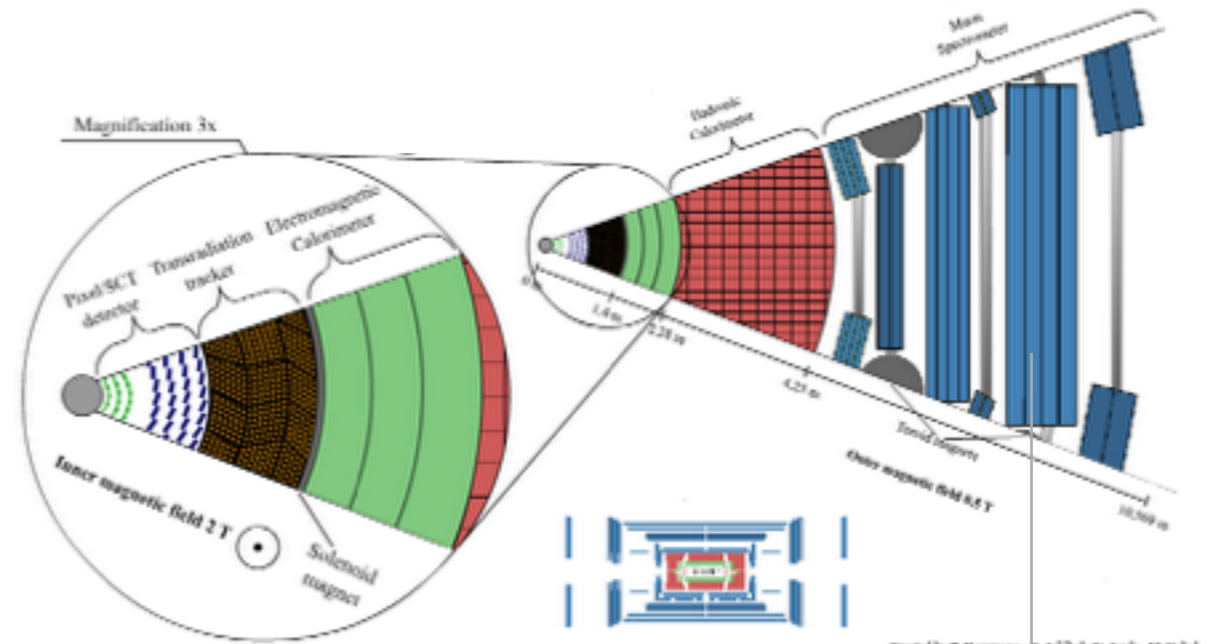 Muon
Spectrometer
Hadronic
Calorimeter
Magnification 3x
Electromagnetic
Calorimeter
Transradiation
tracker
Pixel/SCT
detector
0 m
1,4 m
2,28 m
4,25 m
10,569 m
Toroid magnets
Outer magnetic field 0,5 T
Inner magnetic field 2 T
Solenoid
magnet